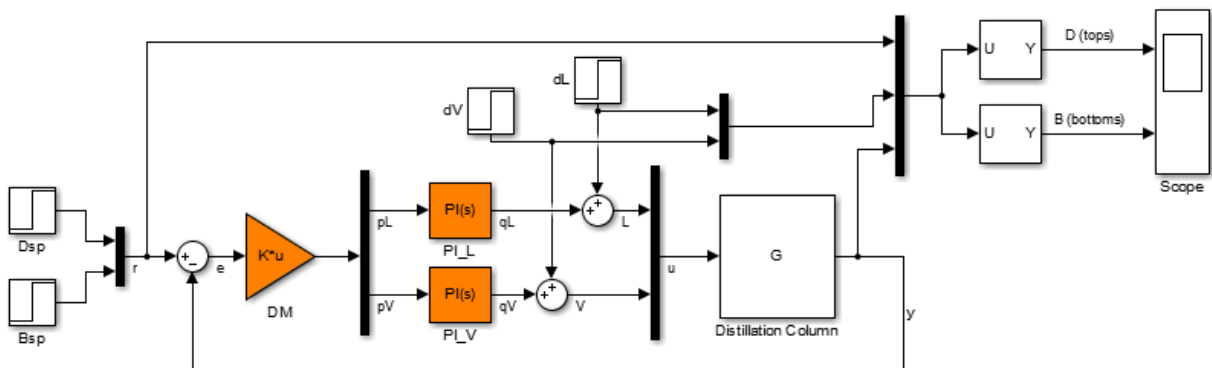 D (tops)
U Y
dL
dV
B (bottoms)
U Y
Scope
Dsp
PI(s)
+ +
pL
qL
L
PI_L
+ −
r
e
K*u
u
G
DM
PI(s)
+ +
pV
qV
V
PI_V
Bsp
Distillation Column
y